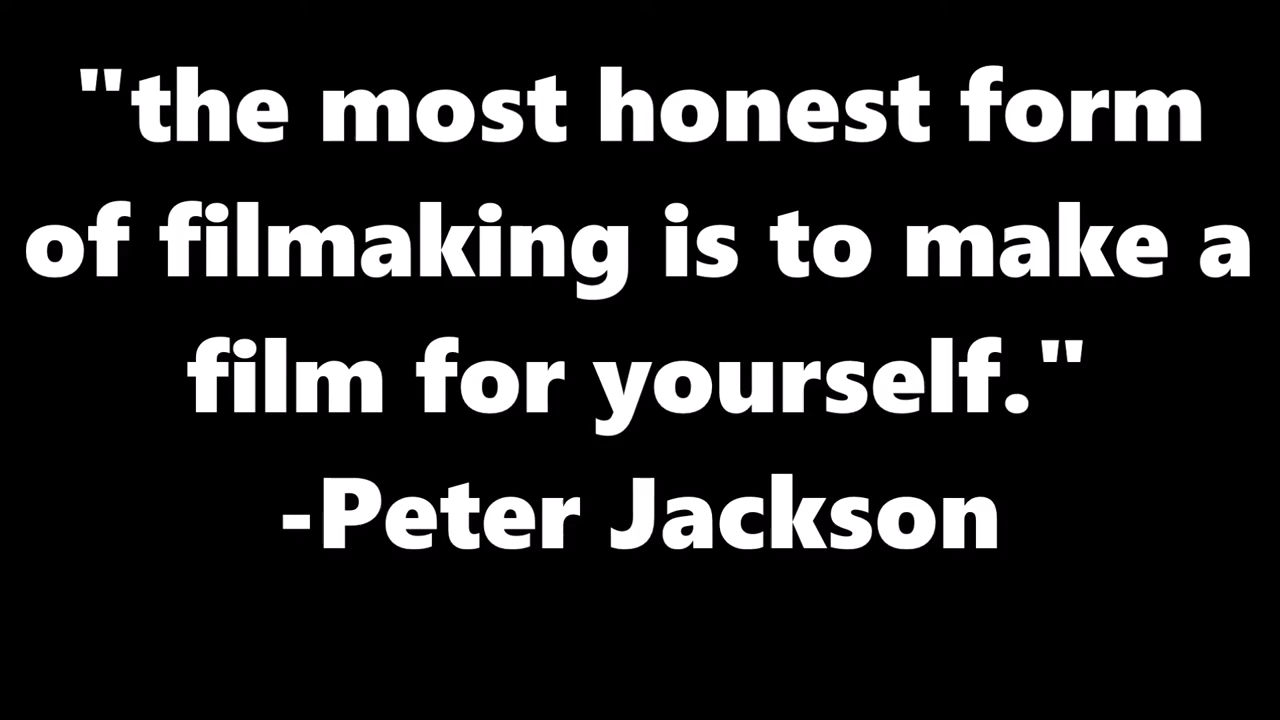 "the most honest form
of filmaking is to make a
film for yourself."
-Peter Jackson